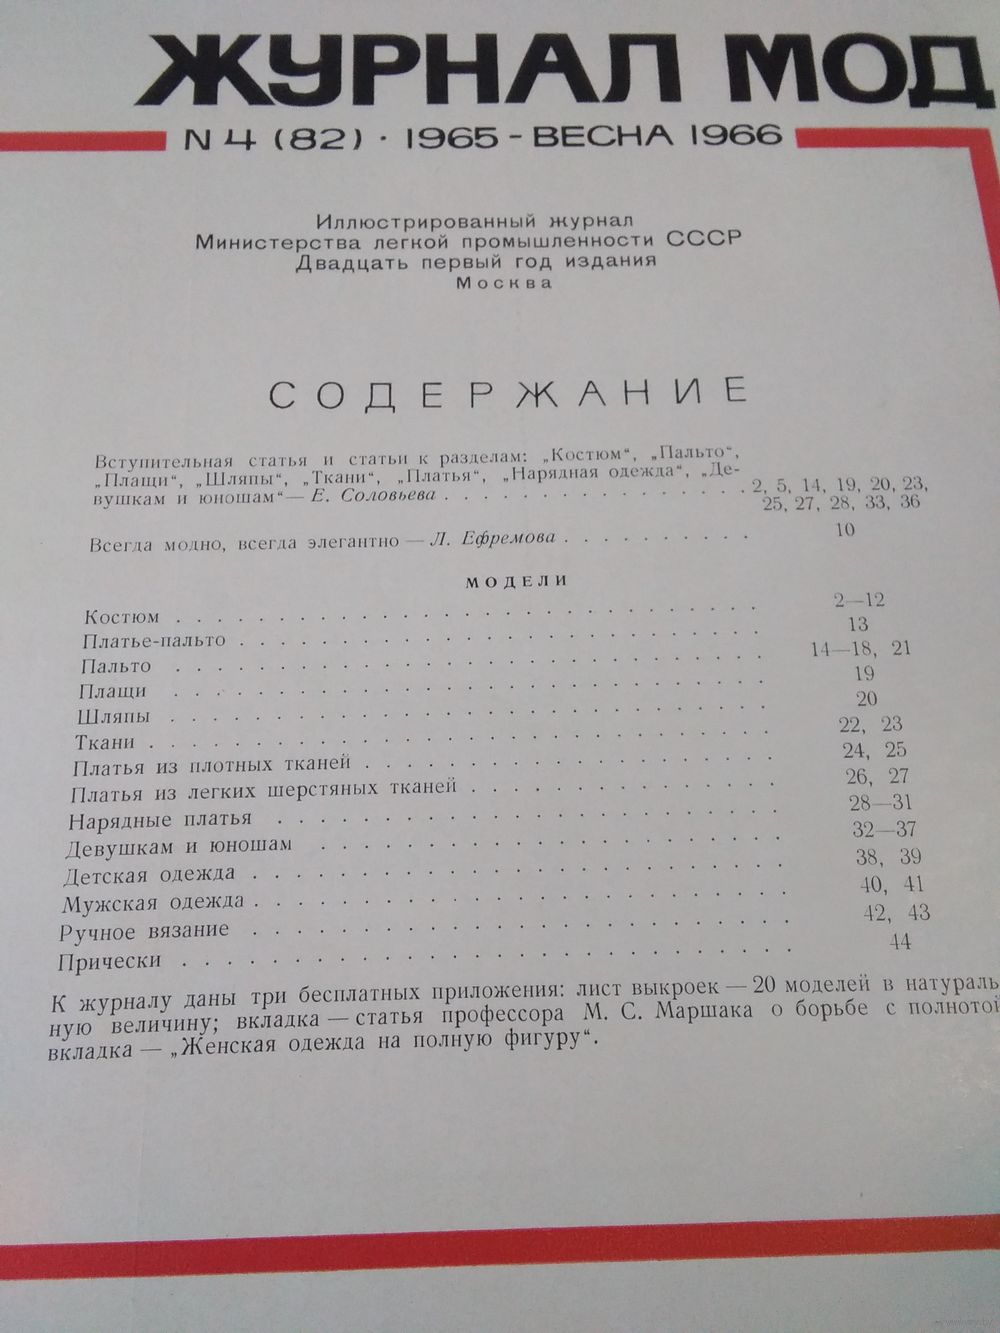 ЖУРНАЛ МОД
N 4 (82) · 1965 - ВЕСНА 1966
Иллюстрированный журнал
Министерства легкой промышленности СССР
Двадцать первый год издания
Москва
СОДЕРЖАНИЕ
Вступительная статья и статьи к разделам: „Костюм“, „Пальто“,
„Плащи“, „Шляпы“, „Ткани“, „Платья“, „Нарядная одежда“, „Де-
вушкам и юношам“ — Е. Соловьева . . . . . . . . . . . . . . . 2, 5, 14, 19, 20, 23,
25, 27, 28, 33, 36
Всегда модно, всегда элегантно — Л. Ефремова . . . . . . . . . . 10
МОДЕЛИ
Костюм . . . . . . . . . . 2—12
Платье-пальто . . . . . . . . . . 13
Пальто . . . . . . . . . . 14—18, 21
Плащи . . . . . . . . . . 19
Шляпы . . . . . . . . . . 20
Ткани . . . . . . . . . . 22, 23
Платья из плотных тканей . . . . . . . . . . 24, 25
Платья из легких шерстяных тканей . . . . . . . . . . 26, 27
Нарядные платья . . . . . . . . . . 28—31
Девушкам и юношам . . . . . . . . . . 32—37
Детская одежда . . . . . . . . . . 38, 39
Мужская одежда . . . . . . . . . . 40, 41
Ручное вязание . . . . . . . . . . 42, 43
Прически . . . . . . . . . . 44
К журналу даны три бесплатных приложения: лист выкроек — 20 моделей в натураль
ную величину; вкладка — статья профессора М. С. Маршака о борьбе с полнотой
вкладка — „Женская одежда на полную фигуру“.